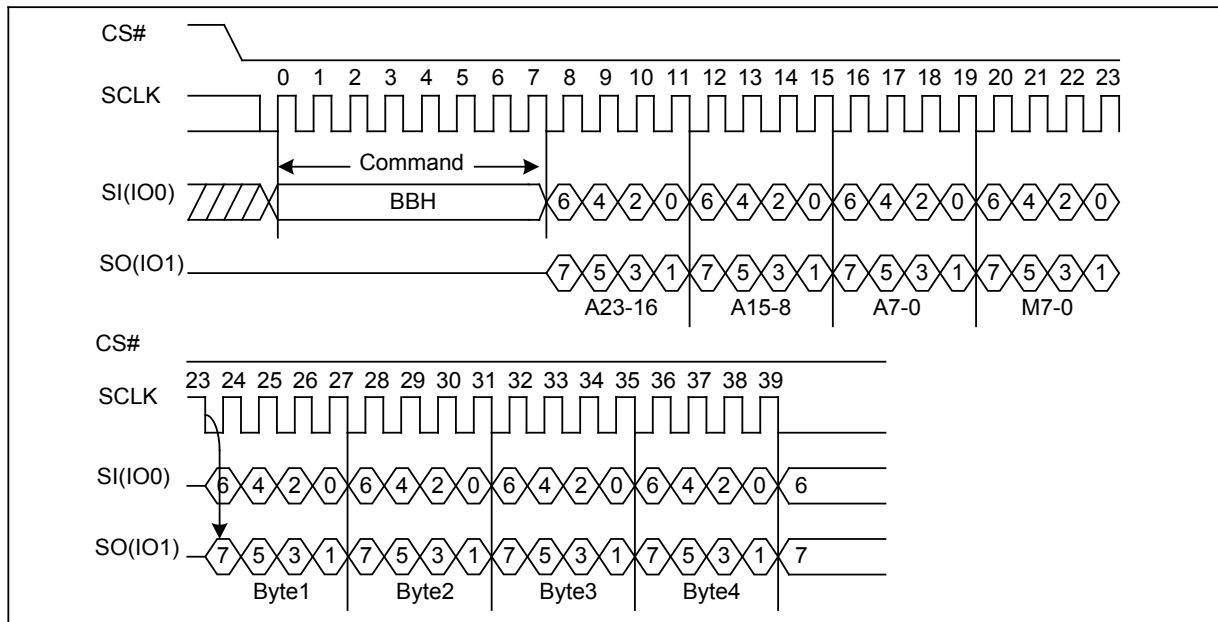 CS#
0 1 2 3 4 5 6 7 8 9 10 11 12 13 14 15 16 17 18 19 20 21 22 23
SCLK
Command
SI(IO0) BBH 6 4 2 0 6 4 2 0 6 4 2 0 6 4 2 0
SO(IO1) 7 5 3 1 7 5 3 1 7 5 3 1 7 5 3 1
A23-16 A15-8 A7-0 M7-0
CS#
23 24 25 26 27 28 29 30 31 32 33 34 35 36 37 38 39
SCLK
SI(IO0) 6 4 2 0 6 4 2 0 6 4 2 0 6 4 2 0 6
SO(IO1) 7 5 3 1 7 5 3 1 7 5 3 1 7 5 3 1 7
Byte1 Byte2 Byte3 Byte4